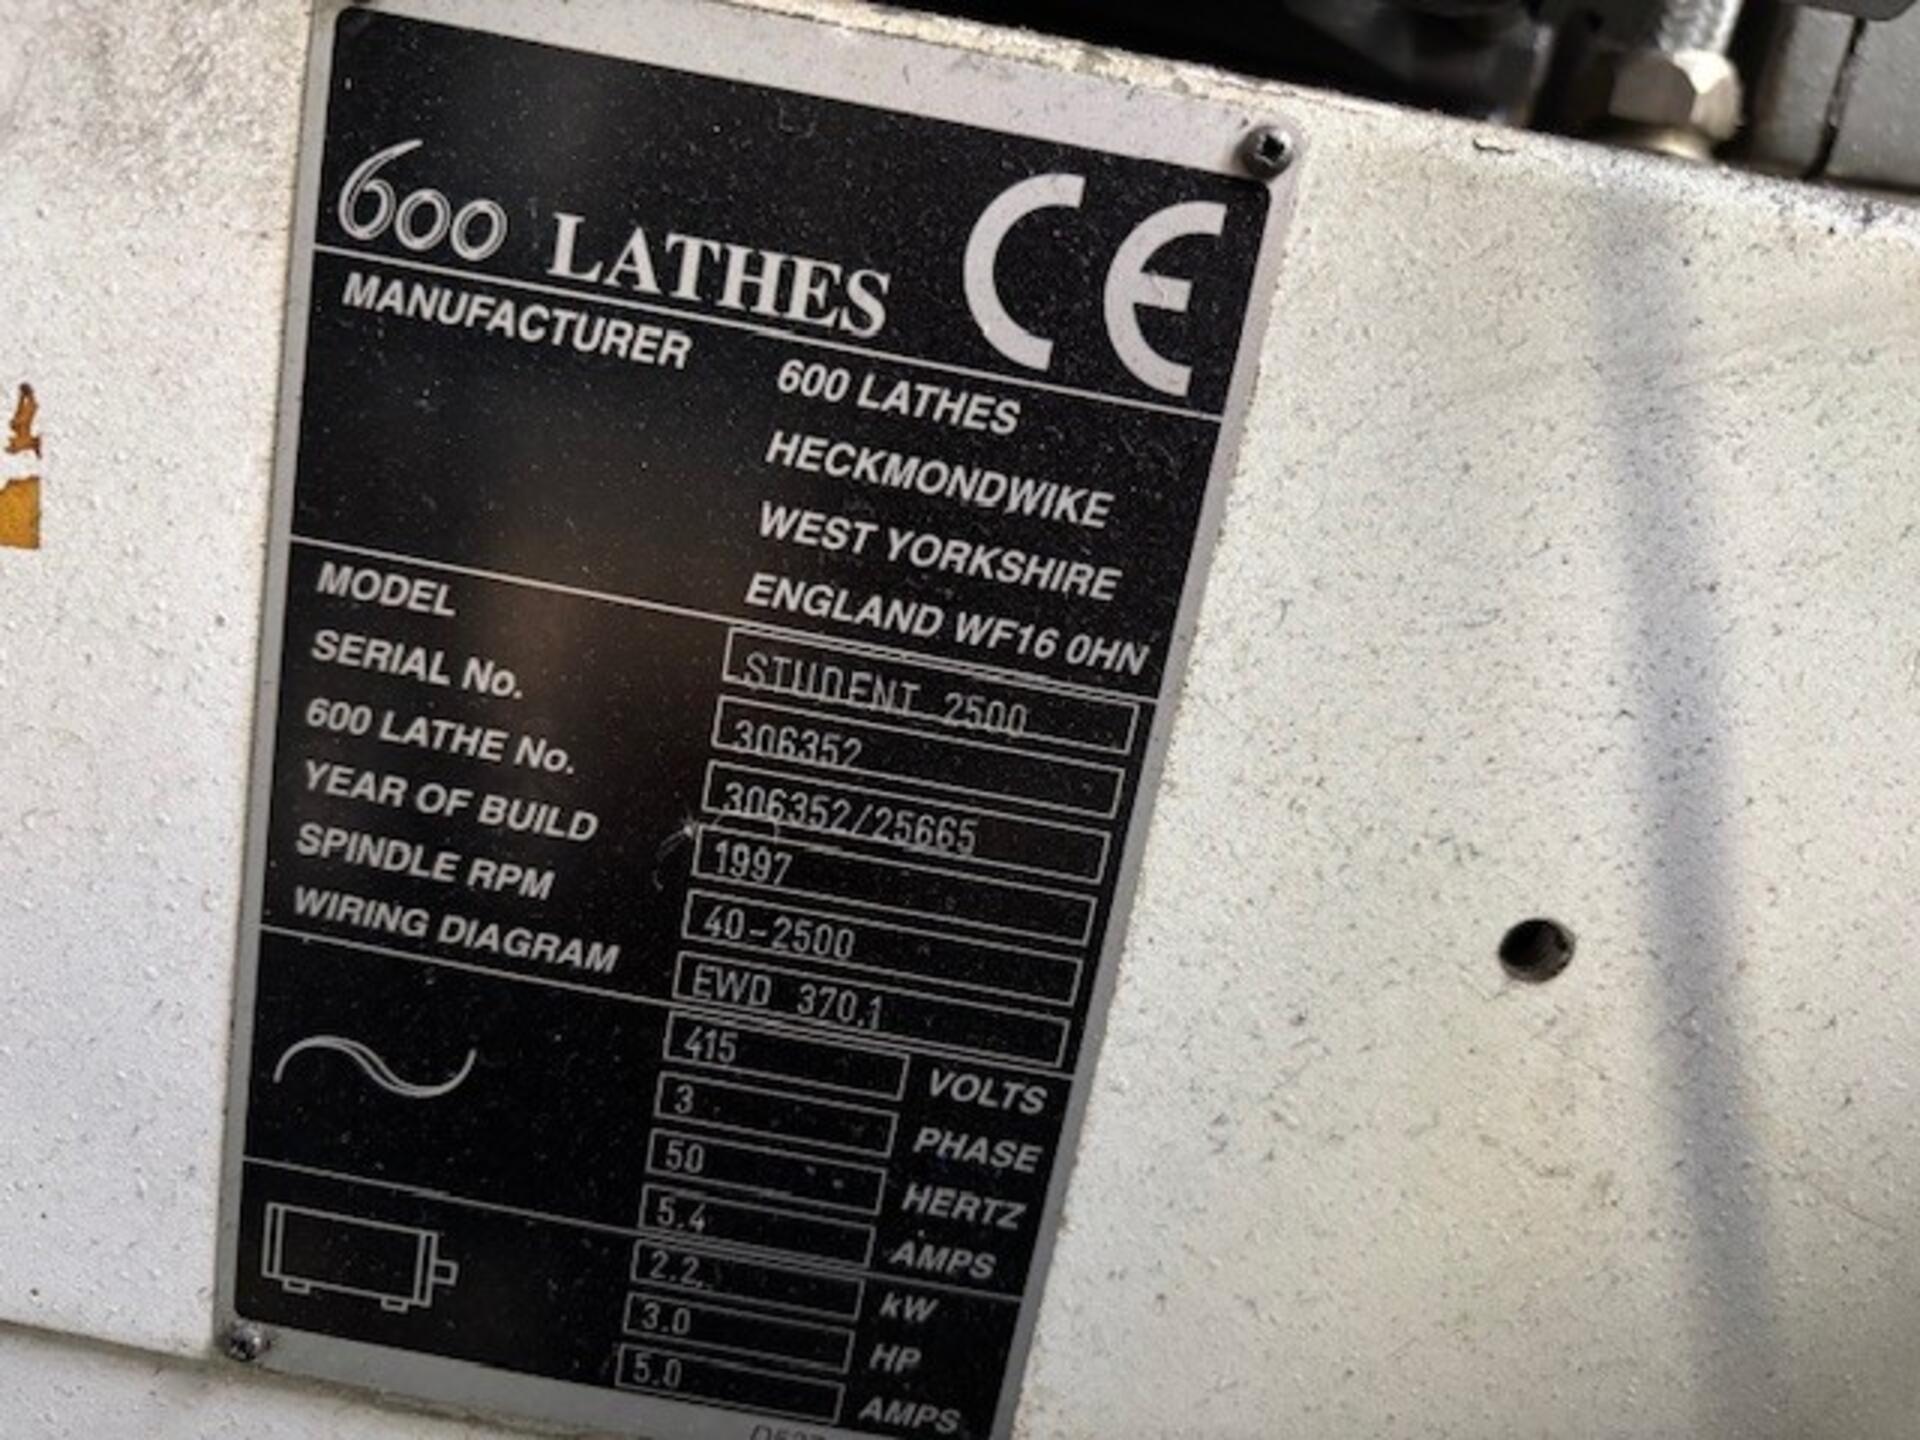 600 LATHES CE
MANUFACTURER 600 LATHES
HECKMONDWIKE
WEST YORKSHIRE
ENGLAND WF16 0HN
MODEL STUDENT 2500
SERIAL No. 306352
600 LATHE No. 306352/25665
YEAR OF BUILD 1997
SPINDLE RPM 40-2500
WIRING DIAGRAM EWD 370.1
415 VOLTS
3 PHASE
50 HERTZ
5.4 AMPS
2.2 kW
3.0 HP
5.0 AMPS